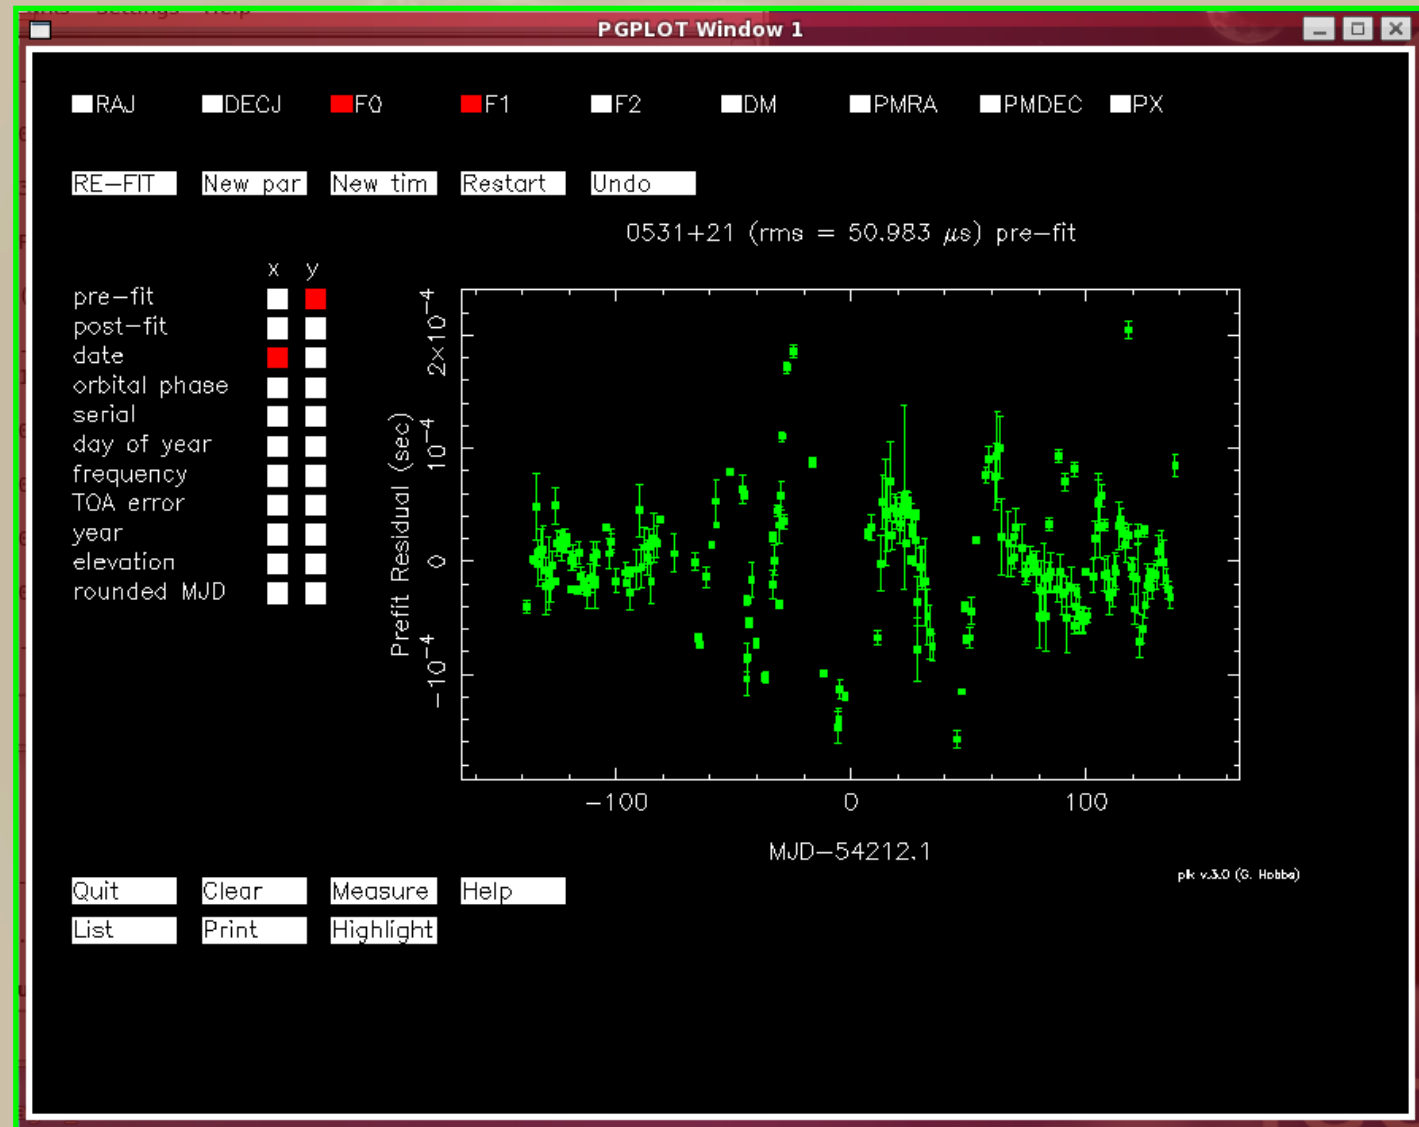 PGPLOT Window 1
RAJ DECJ F0 F1 F2 DM PMRA PMDEC PX
RE-FIT New par New tim Restart Undo
0531+21 (rms = 50.983 μs) pre-fit
x y
pre-fit
post-fit
date
orbital phase
serial
day of year
frequency
TOA error
year
elevation
rounded MJD
Prefit Residual (sec)
2×10⁻⁴
10⁻⁴
0
-10⁻⁴
-100 0 100
MJD-54212.1
plk v.3.0 (G. Hobbs)
Quit Clear Measure Help
List Print Highlight